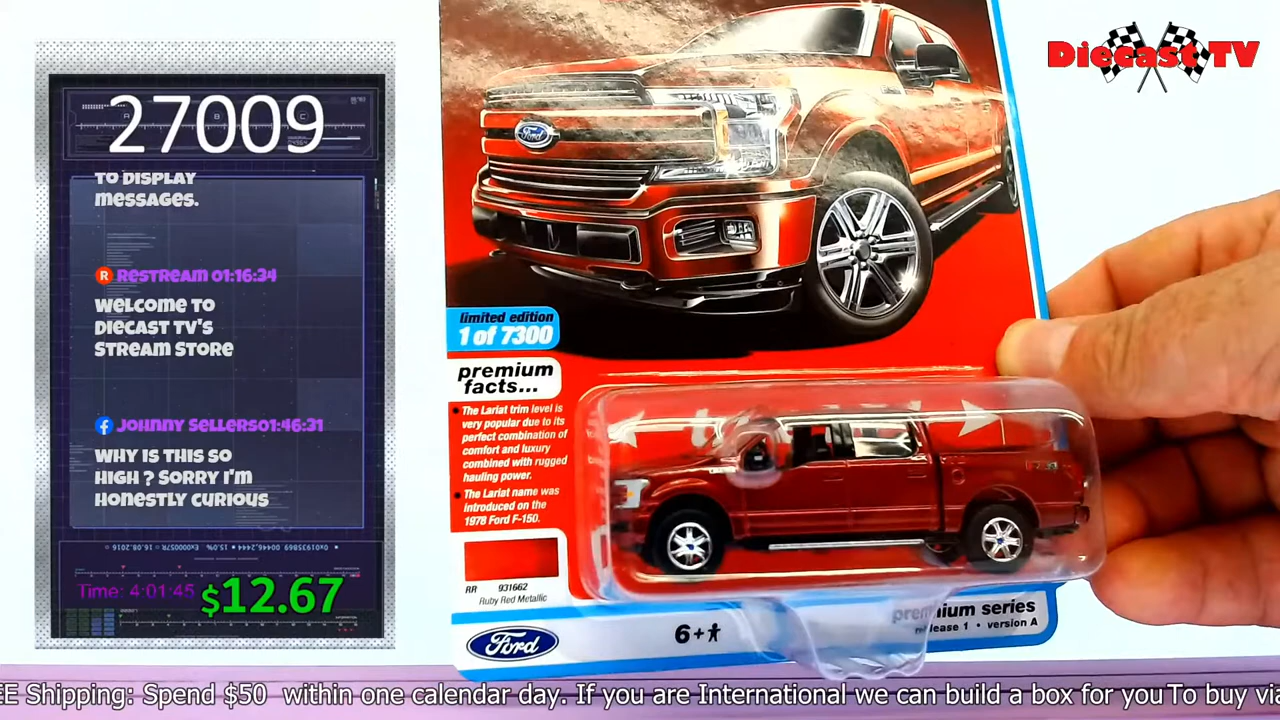 Diecast TV
27009
TO DISPLAY
MESSAGES.
Restream 01:16:34
WELCOME TO
DIECAST TV'S
STREAM STORE
Johnny Sellers01:46:31
WHY IS THIS SO
HIGH ? SORRY I'M
HONESTLY CURIOUS
Time: 4:01:45
$12.67
Ford
limited edition
1 of 7300
premium
facts...
The Lariat trim level is
very popular due to its
perfect combination of
comfort and luxury
combined with rugged
hauling power.
The Lariat name was
introduced on the
1978 Ford F-150.
RR 931662
Ruby Red Metallic
Ford
6+
premium series
release 1 • version A
EE Shipping: Spend $50 within one calendar day. If you are International we can build a box for you To buy via